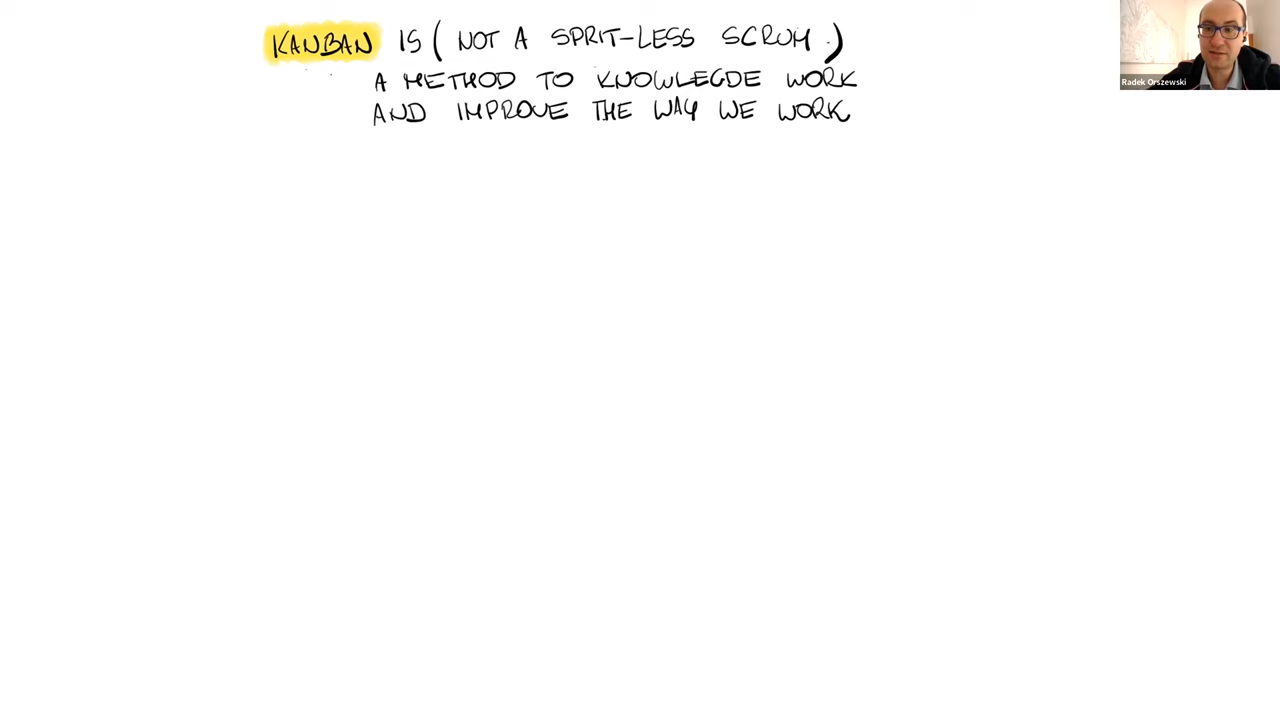 KANBAN IS ( NOT A SPRIT-LESS SCRUM.)
A METHOD TO KNOWLEGDE WORK
AND IMPROVE THE WAY WE WORK
Radek Orszewski